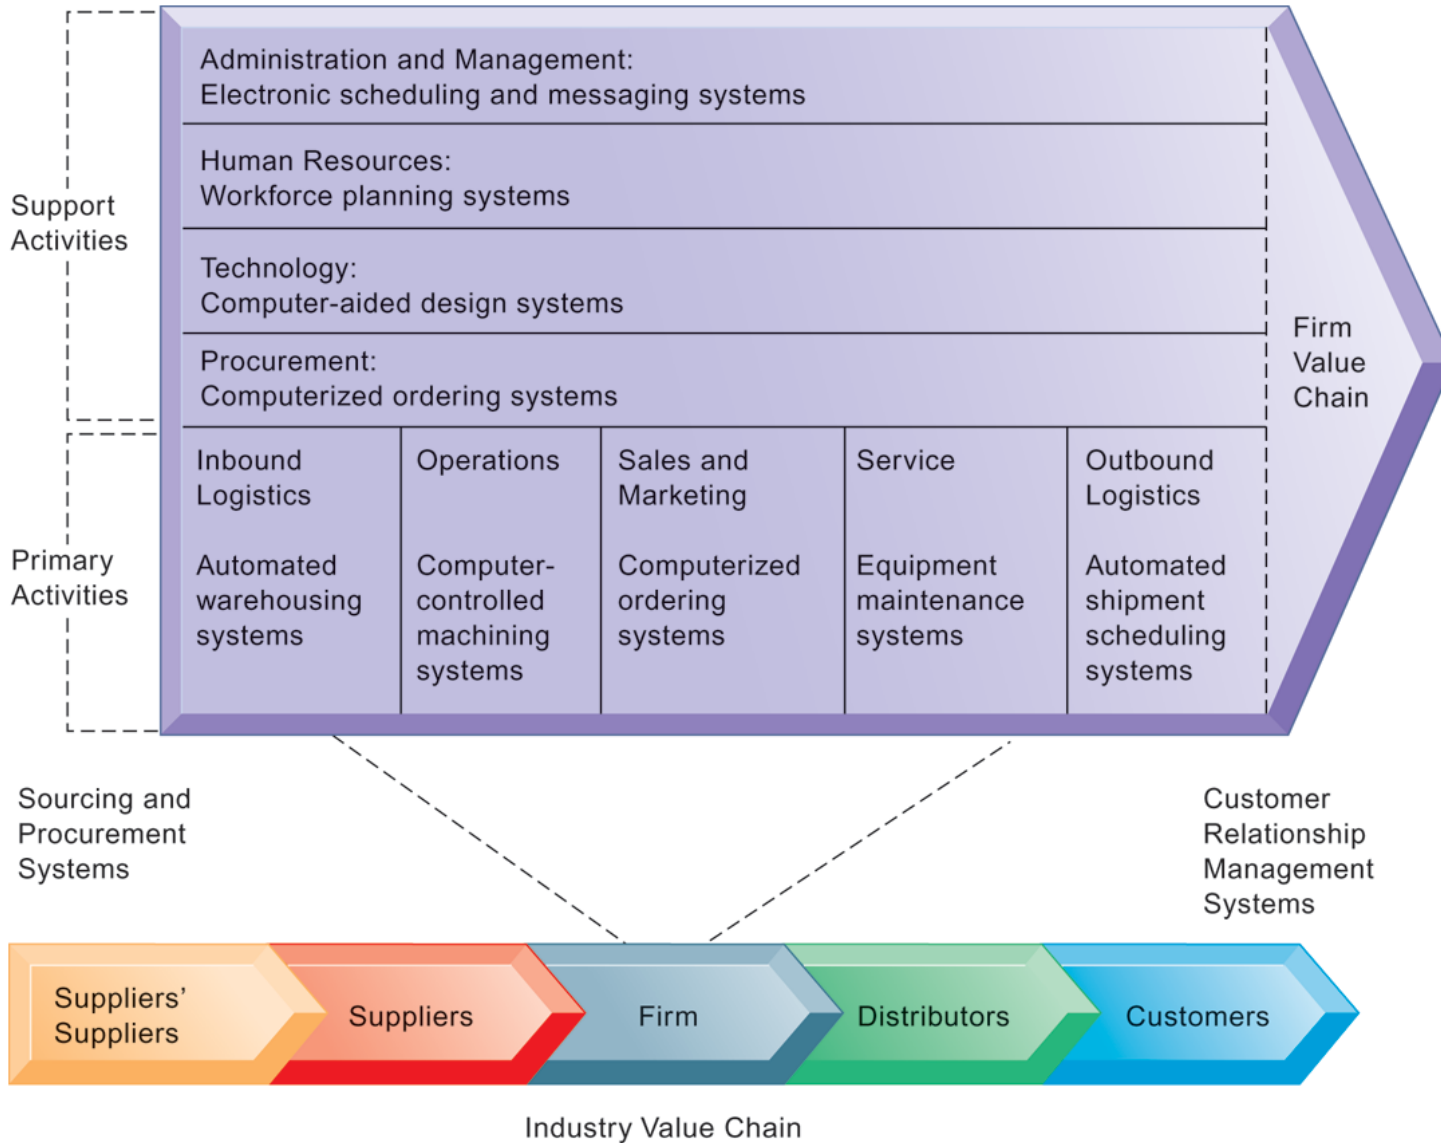 Administration and Management:
Electronic scheduling and messaging systems
Human Resources:
Workforce planning systems
Support
Activities
Technology:
Computer-aided design systems
Procurement:
Computerized ordering systems
Firm
Value
Chain
Primary
Activities
Inbound
Logistics
Automated
warehousing
systems
Operations
Computer-
controlled
machining
systems
Sales and
Marketing
Computerized
ordering
systems
Service
Equipment
maintenance
systems
Outbound
Logistics
Automated
shipment
scheduling
systems
Sourcing and
Procurement
Systems
Customer
Relationship
Management
Systems
Suppliers’
Suppliers
Suppliers
Firm
Distributors
Customers
Industry Value Chain